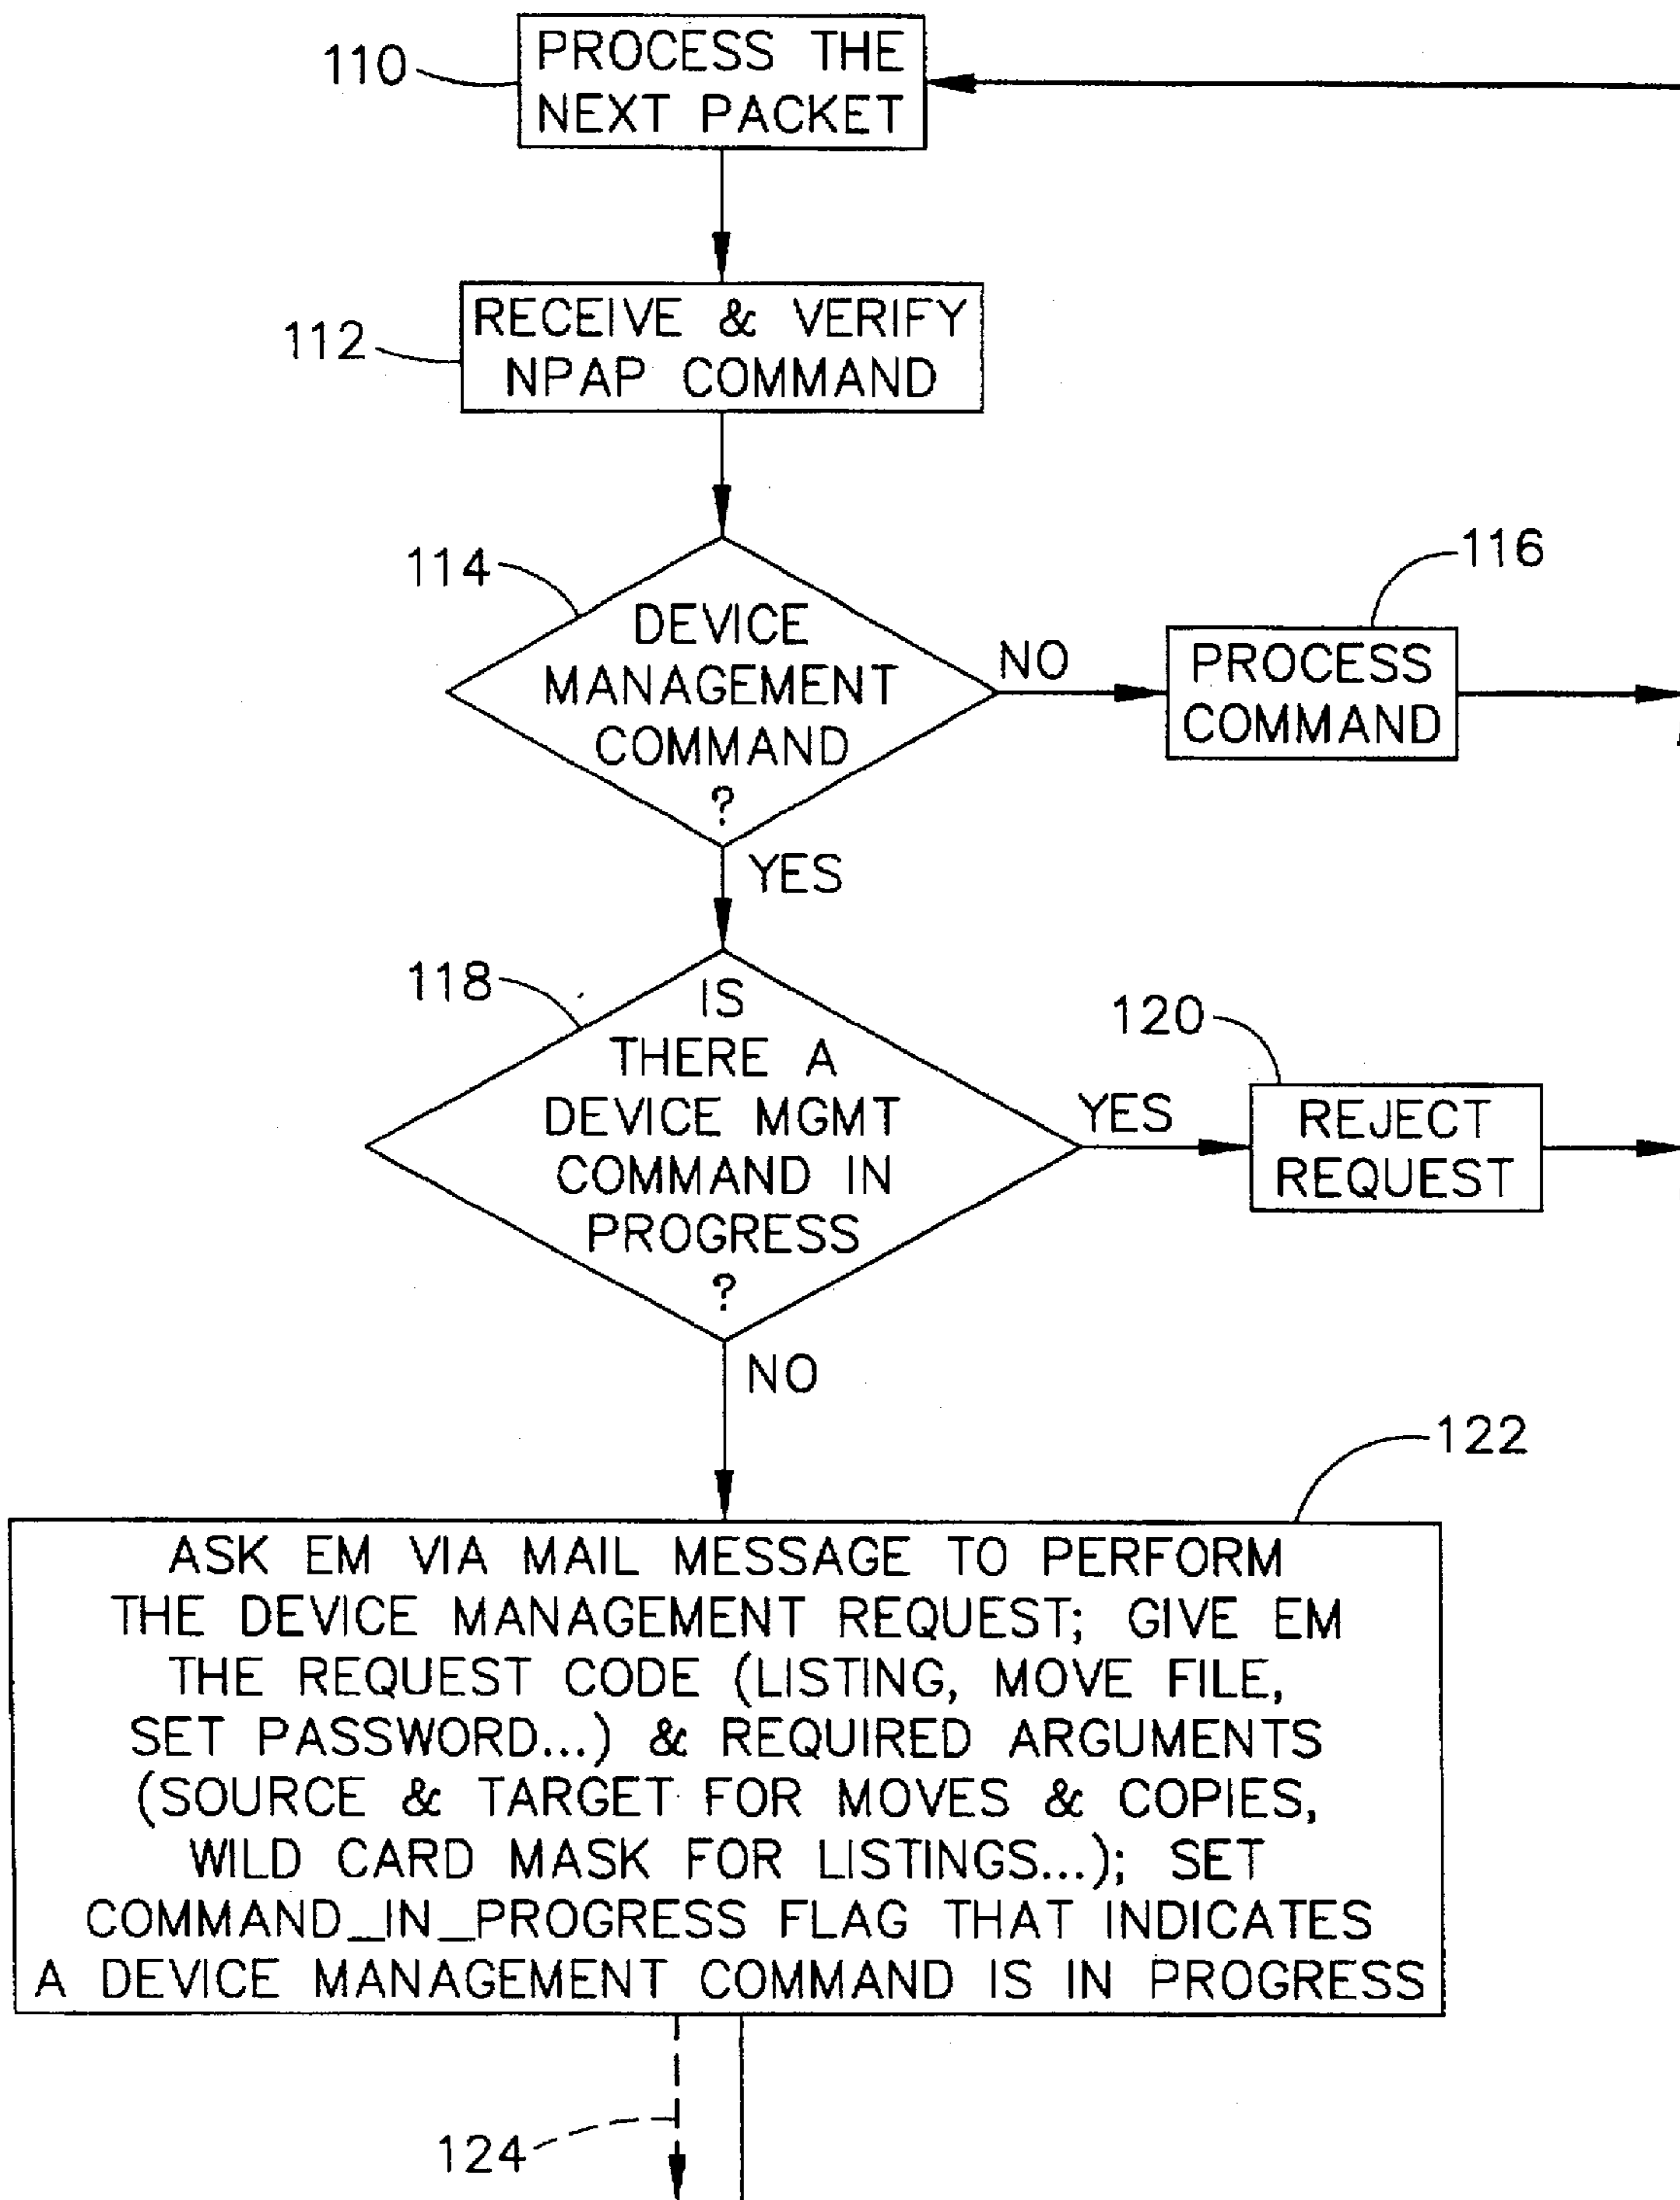 110
PROCESS THE
NEXT PACKET
112
RECEIVE & VERIFY
NPAP COMMAND
114
DEVICE
MANAGEMENT
COMMAND
?
NO
116
PROCESS
COMMAND
YES
118
IS
THERE A
DEVICE MGMT
COMMAND IN
PROGRESS
?
YES
120
REJECT
REQUEST
NO
122
ASK EM VIA MAIL MESSAGE TO PERFORM
THE DEVICE MANAGEMENT REQUEST; GIVE EM
THE REQUEST CODE (LISTING, MOVE FILE,
SET PASSWORD...) & REQUIRED ARGUMENTS
(SOURCE & TARGET FOR MOVES & COPIES,
WILD CARD MASK FOR LISTINGS...); SET
COMMAND_IN_PROGRESS FLAG THAT INDICATES
A DEVICE MANAGEMENT COMMAND IS IN PROGRESS
124